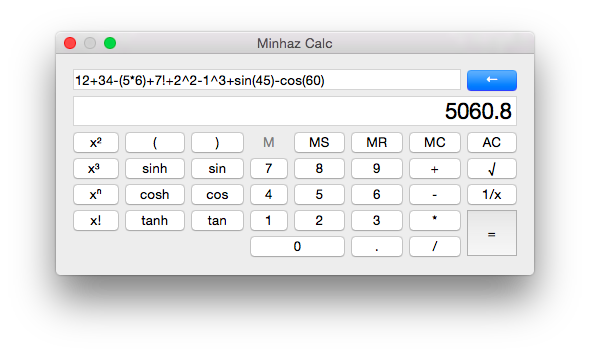 Minhaz Calc
12+34-(5*6)+7!+2^2-1^3+sin(45)-cos(60) ←
5060.8
x² ( ) M MS MR MC AC
x³ sinh sin 7 8 9 + √
xⁿ cosh cos 4 5 6 - 1/x
x! tanh tan 1 2 3 * =
0 . /